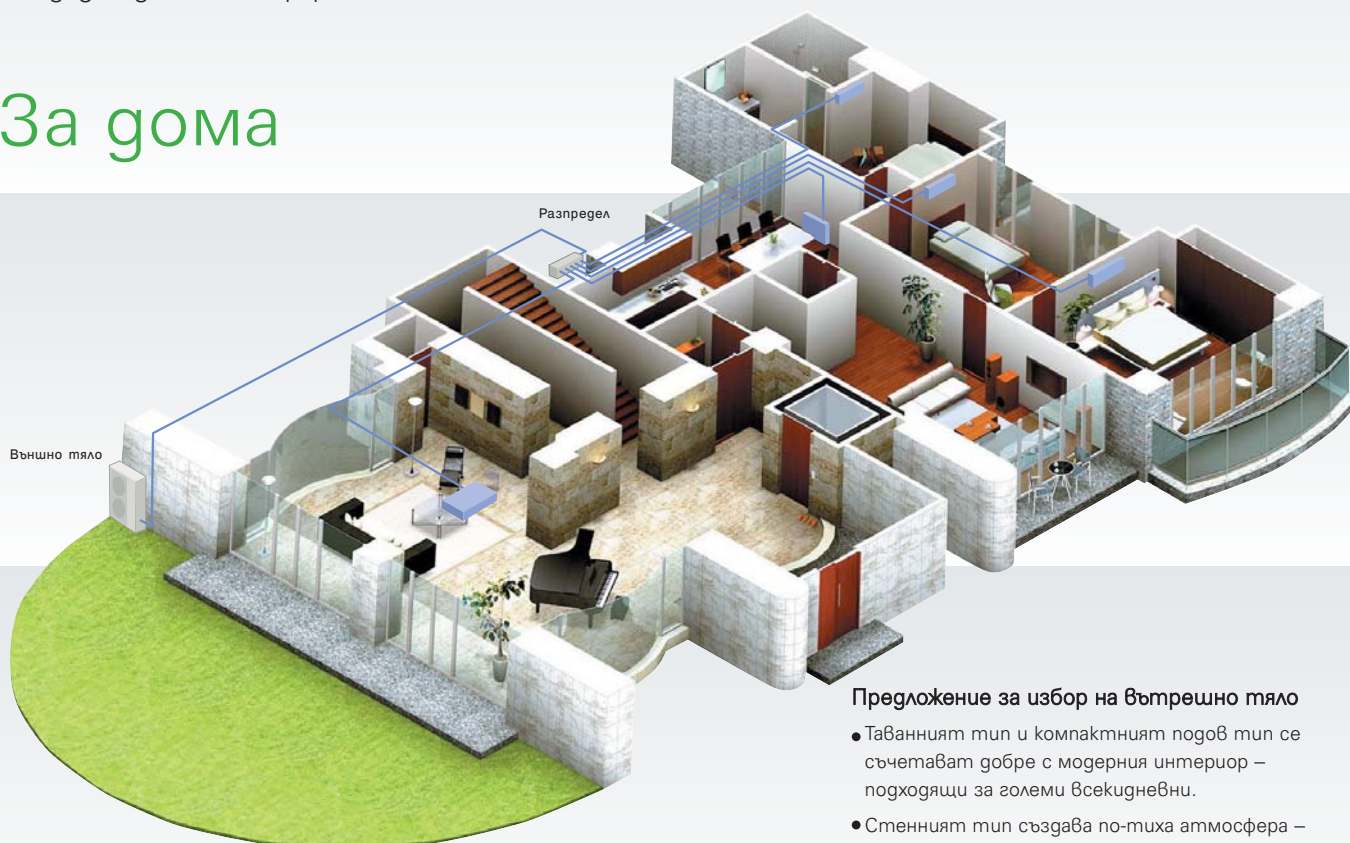 За дома
Разпредел
Външно тяло
Предложение за избор на вътрешно тяло
● Таванният тип и компактният подов тип се
съчетават добре с модерния интериор –
подходящи за големи всекидневни.
● Стенният тип създава по-тиха атмосфера –